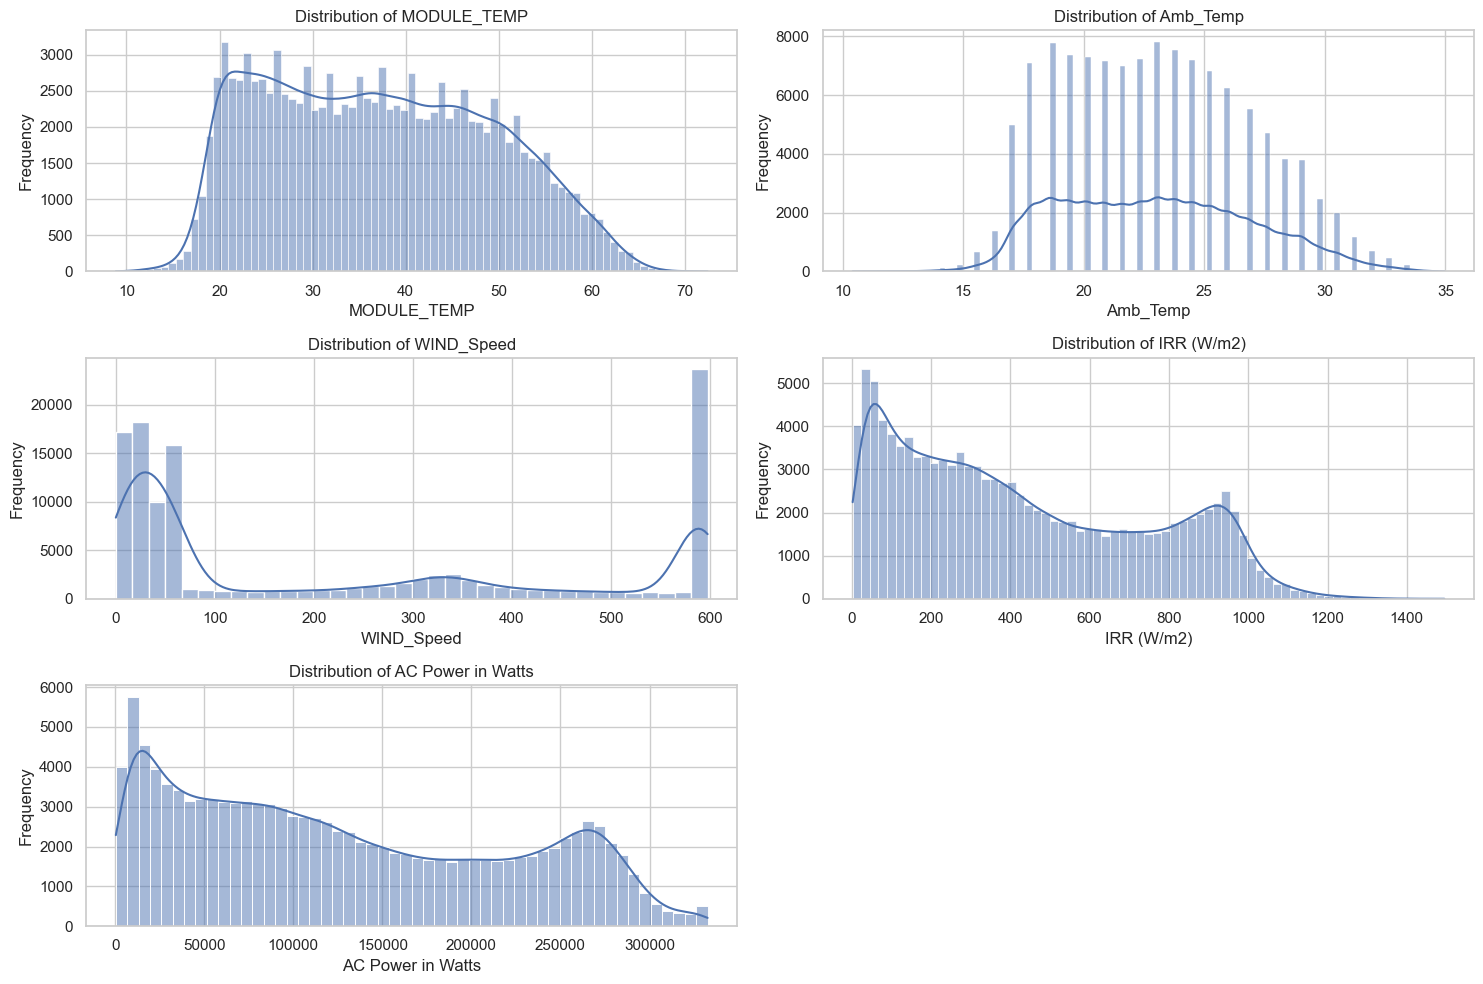 Distribution of MODULE_TEMP
Frequency
3000
2500
2000
1500
1000
500
0
10 20 30 40 50 60 70
MODULE_TEMP
Distribution of Amb_Temp
Frequency
8000
6000
4000
2000
0
10 15 20 25 30 35
Amb_Temp
Distribution of WIND_Speed
Frequency
20000
15000
10000
5000
0
0 100 200 300 400 500 600
WIND_Speed
Distribution of IRR (W/m2)
Frequency
5000
4000
3000
2000
1000
0
0 200 400 600 800 1000 1200 1400
IRR (W/m2)
Distribution of AC Power in Watts
Frequency
6000
5000
4000
3000
2000
1000
0
0 50000 100000 150000 200000 250000 300000
AC Power in Watts